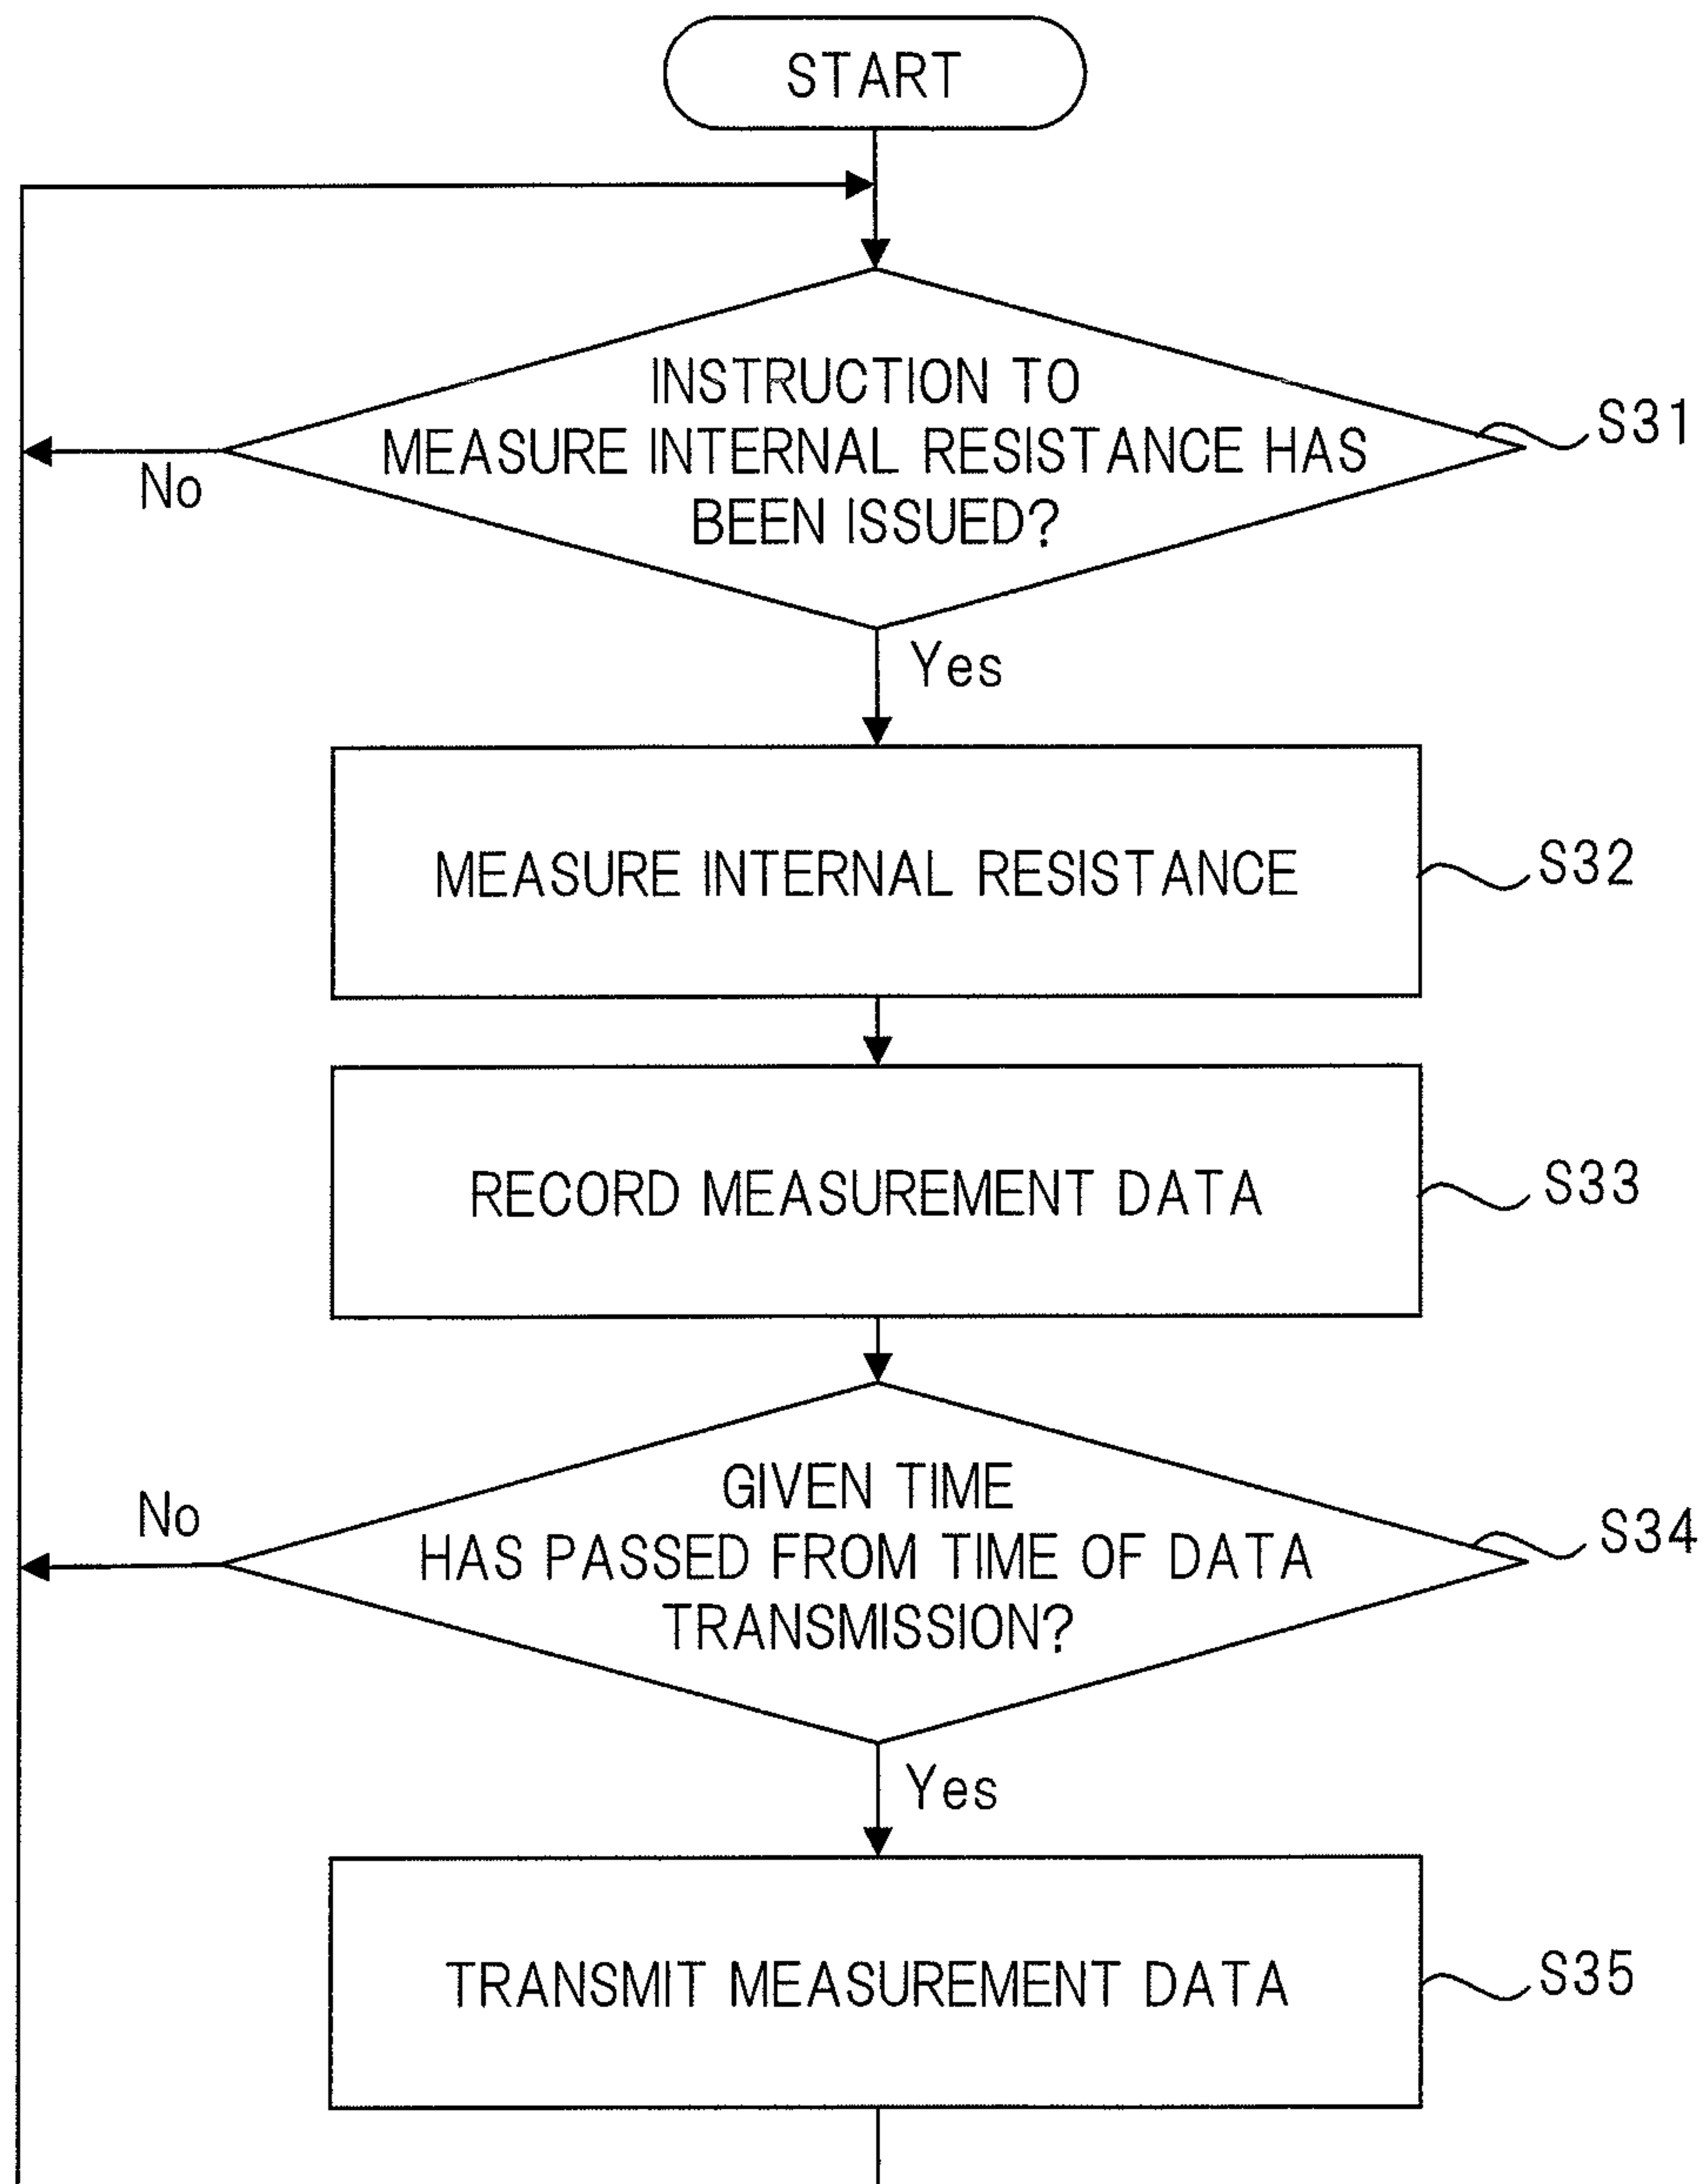 START
INSTRUCTION TO
MEASURE INTERNAL RESISTANCE HAS
BEEN ISSUED?
S31
No
Yes
MEASURE INTERNAL RESISTANCE
S32
RECORD MEASUREMENT DATA
S33
GIVEN TIME
HAS PASSED FROM TIME OF DATA
TRANSMISSION?
S34
No
Yes
TRANSMIT MEASUREMENT DATA
S35